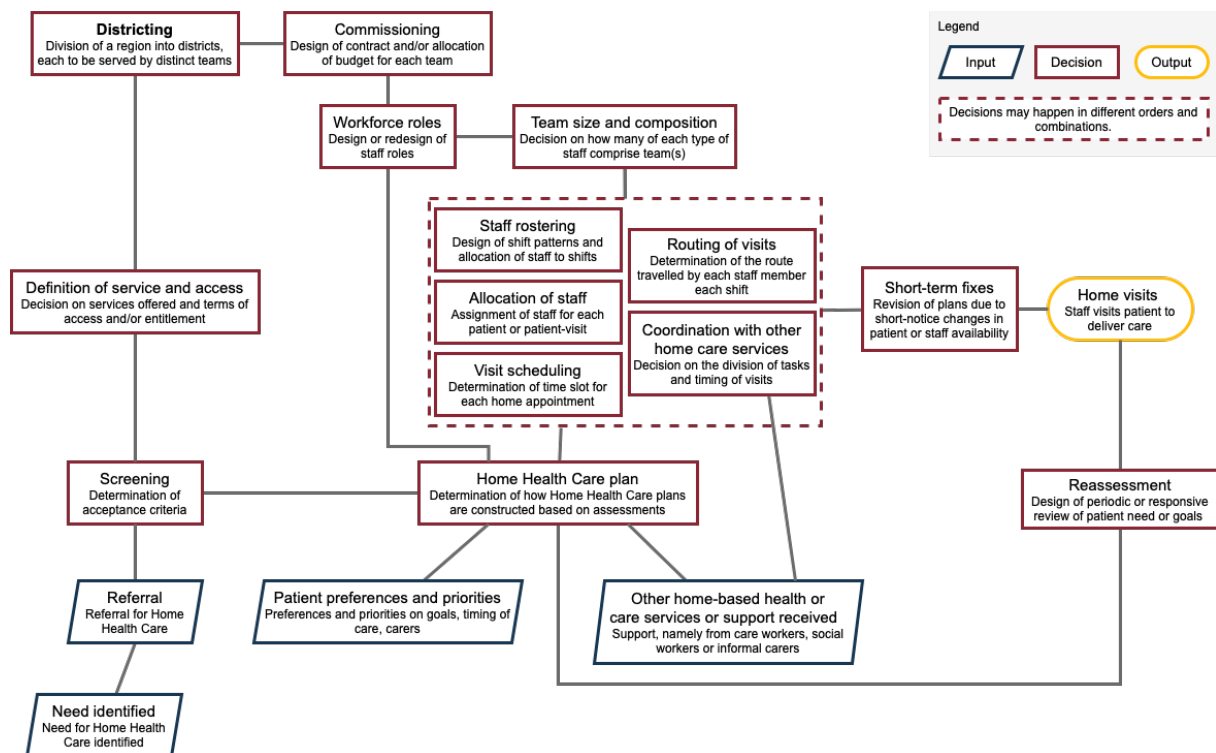 Districting
Division of a region into districts,
each to be served by distinct teams
Commissioning
Design of contract and/or allocation
of budget for each team
Legend
Input
Decision
Output
Decisions may happen in different orders and
combinations.
Workforce roles
Design or redesign of
staff roles
Team size and composition
Decision on how many of each type of
staff comprise team(s)
Staff rostering
Design of shift patterns and
allocation of staff to shifts
Routing of visits
Determination of the route
travelled by each staff member
each shift
Definition of service and access
Decision on services offered and terms of
access and/or entitlement
Allocation of staff
Assignment of staff for each
patient or patient-visit
Coordination with other
home care services
Decision on the division of tasks
and timing of visits
Short-term fixes
Revision of plans due to
short-notice changes in
patient or staff availability
Home visits
Staff visits patient to
deliver care
Visit scheduling
Determination of time slot for
each home appointment
Screening
Determination of
acceptance criteria
Home Health Care plan
Determination of how Home Health Care plans
are constructed based on assessments
Reassessment
Design of periodic or responsive
review of patient need or goals
Referral
Referral for Home
Health Care
Patient preferences and priorities
Preferences and priorities on goals, timing of
care, carers
Other home-based health or
care services or support received
Support, namely from care workers, social
workers or informal carers
Need identified
Need for Home Health
Care identified